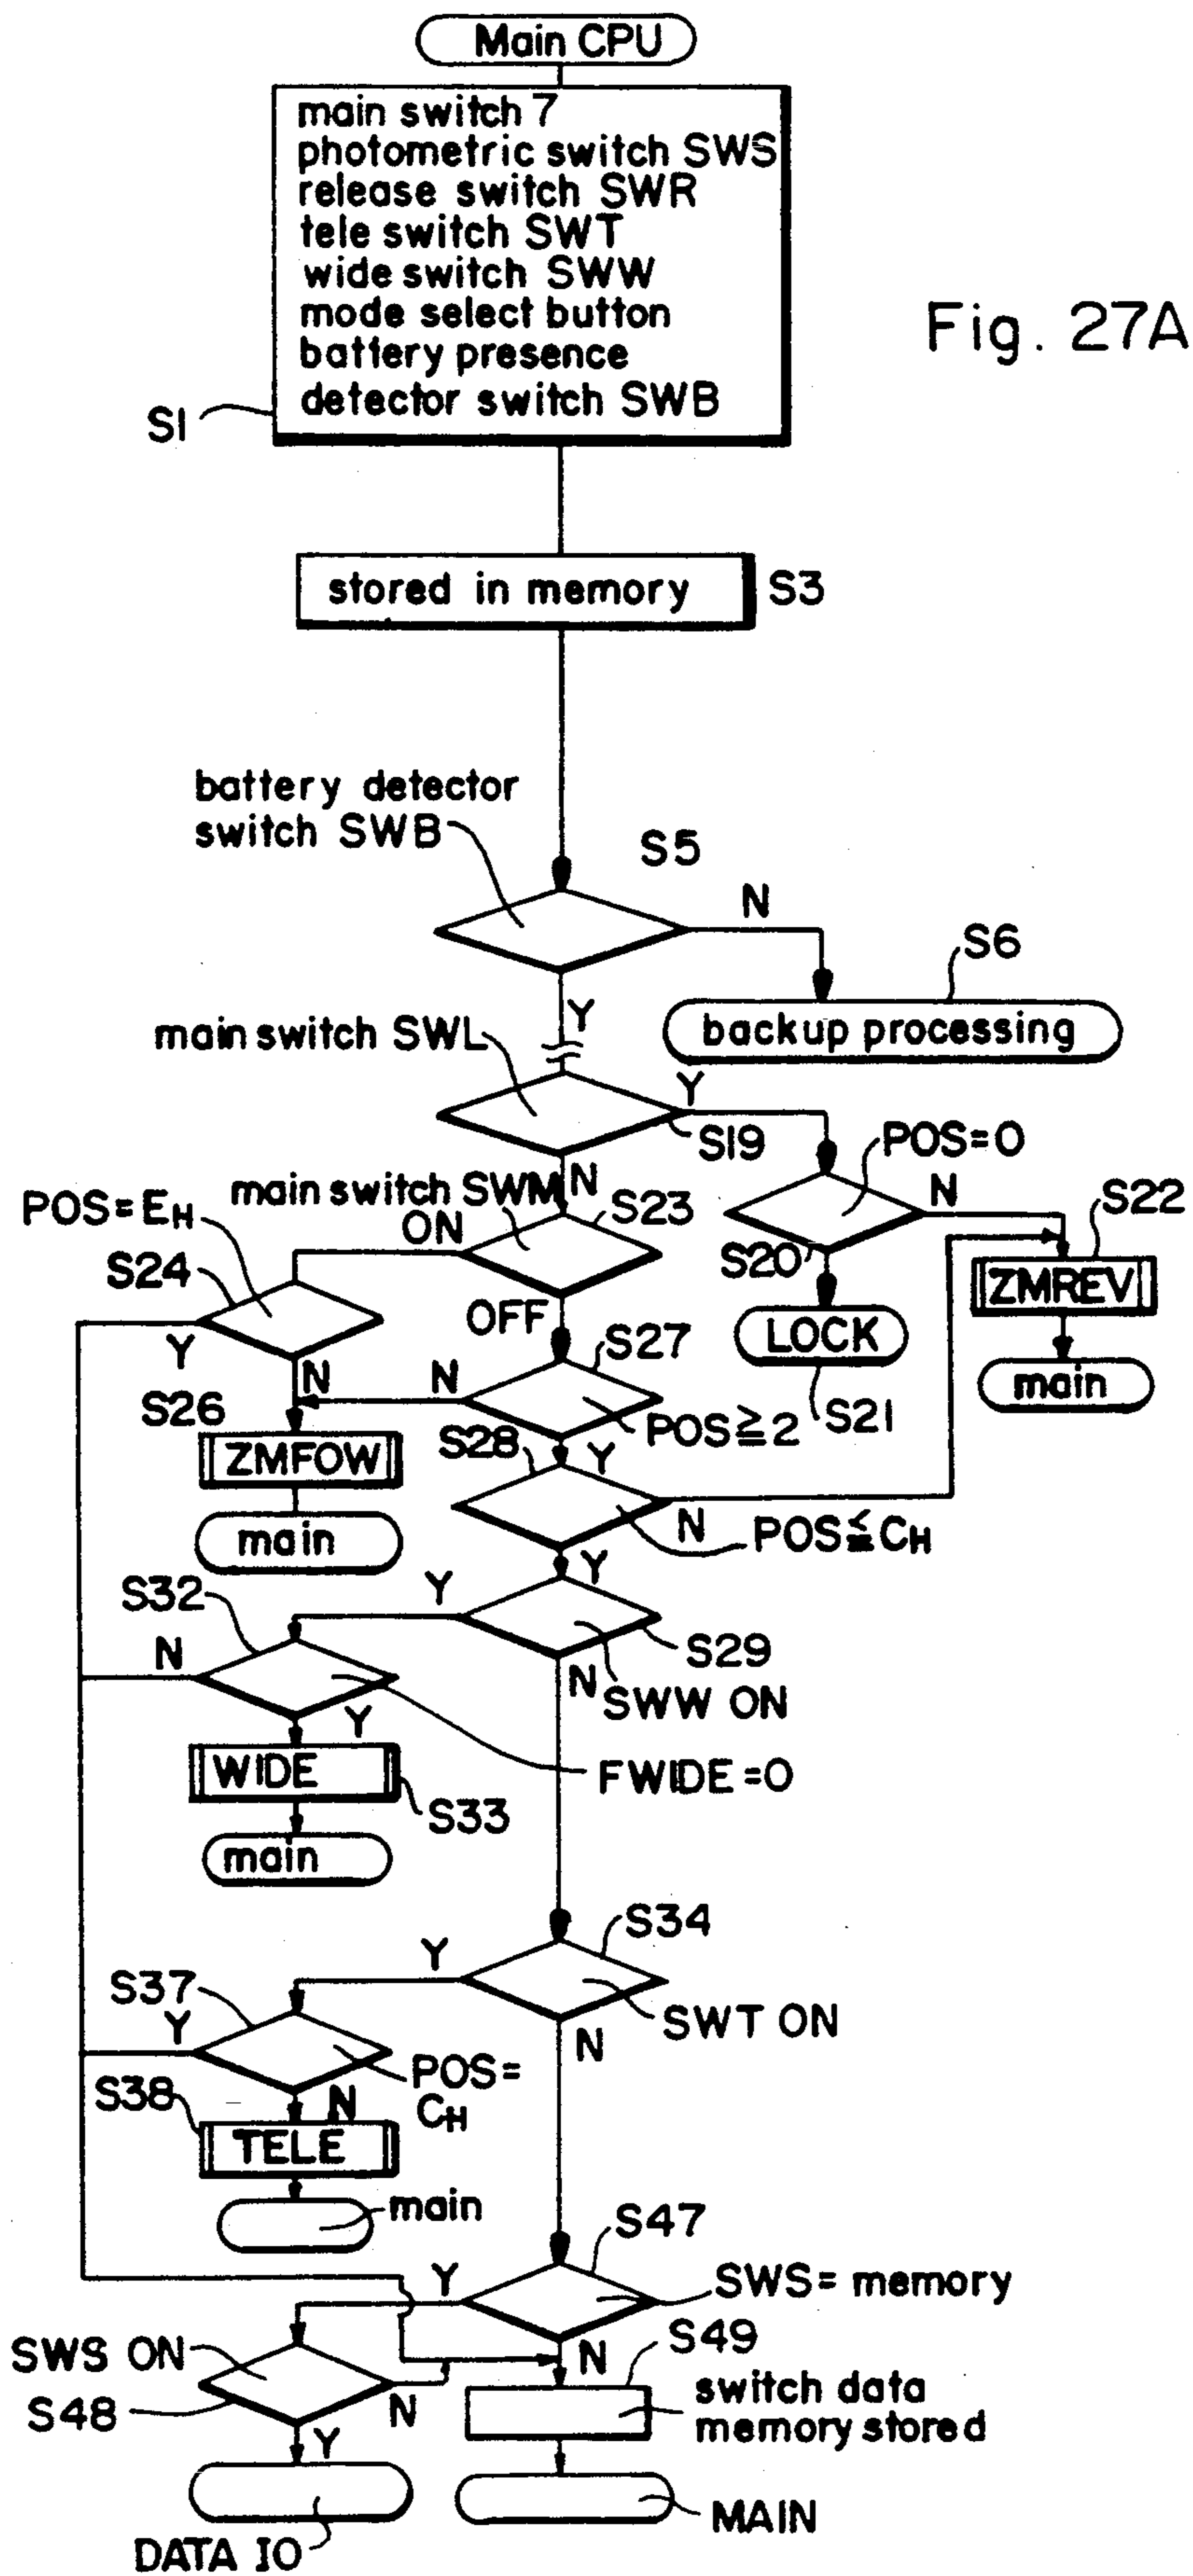 Main CPU
main switch 7
photometric switch SWS
release switch SWR
tele switch SWT
wide switch SWW
mode select button
battery presence
detector switch SWB
S1
Fig. 27A
stored in memory
S3
battery detector
switch SWB
S5
N
S6
backup processing
Y
main switch SWL
Y
S19
POS=0
N
main switch SWM
S23
N
S22
POS=EH
ON
S24
S20
ZMREV
OFF
LOCK
S27
Y
N
N
main
S26
S21
POS≧2
S28
ZMFOW
Y
N
POS≦CH
main
Y
S32
Y
S29
N
N
SWW ON
Y
WIDE
FWIDE=0
S33
main
S34
Y
S37
SWT ON
Y
N
POS=
CH
S38
N
TELE
main
S47
Y
SWS= memory
S49
SWS ON
N
switch data
memory stored
S48
N
Y
MAIN
DATA IO